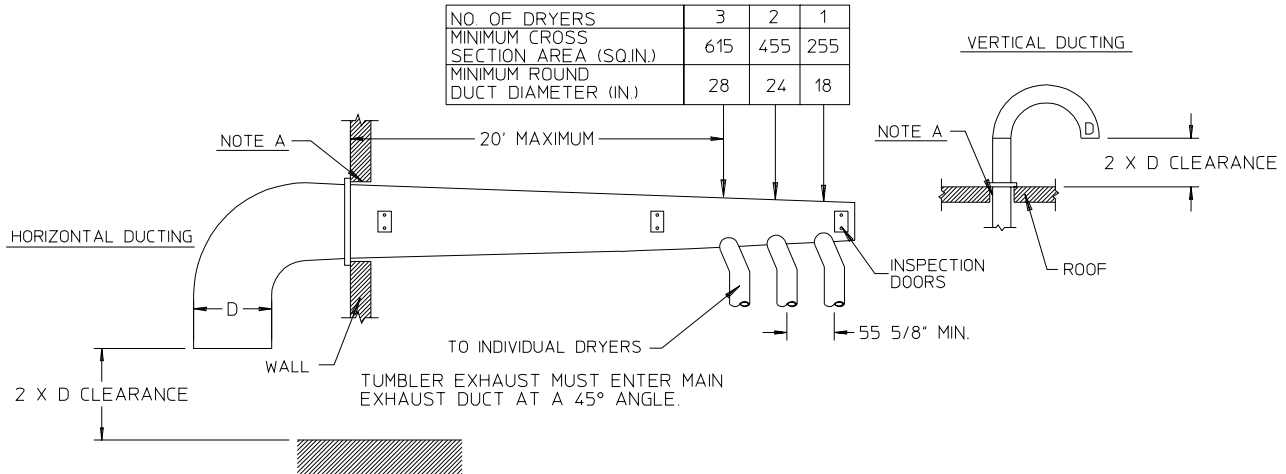 NO. OF DRYERS 3 2 1
MINIMUM CROSS
SECTION AREA (SQ.IN.) 615 455 255
MINIMUM ROUND
DUCT DIAMETER (IN.) 28 24 18
VERTICAL DUCTING
NOTE A
20' MAXIMUM
NOTE A
D
2 X D CLEARANCE
HORIZONTAL DUCTING
INSPECTION
DOORS
ROOF
D
55 5/8" MIN.
TO INDIVIDUAL DRYERS
WALL
TUMBLER EXHAUST MUST ENTER MAIN
EXHAUST DUCT AT A 45° ANGLE.
2 X D CLEARANCE